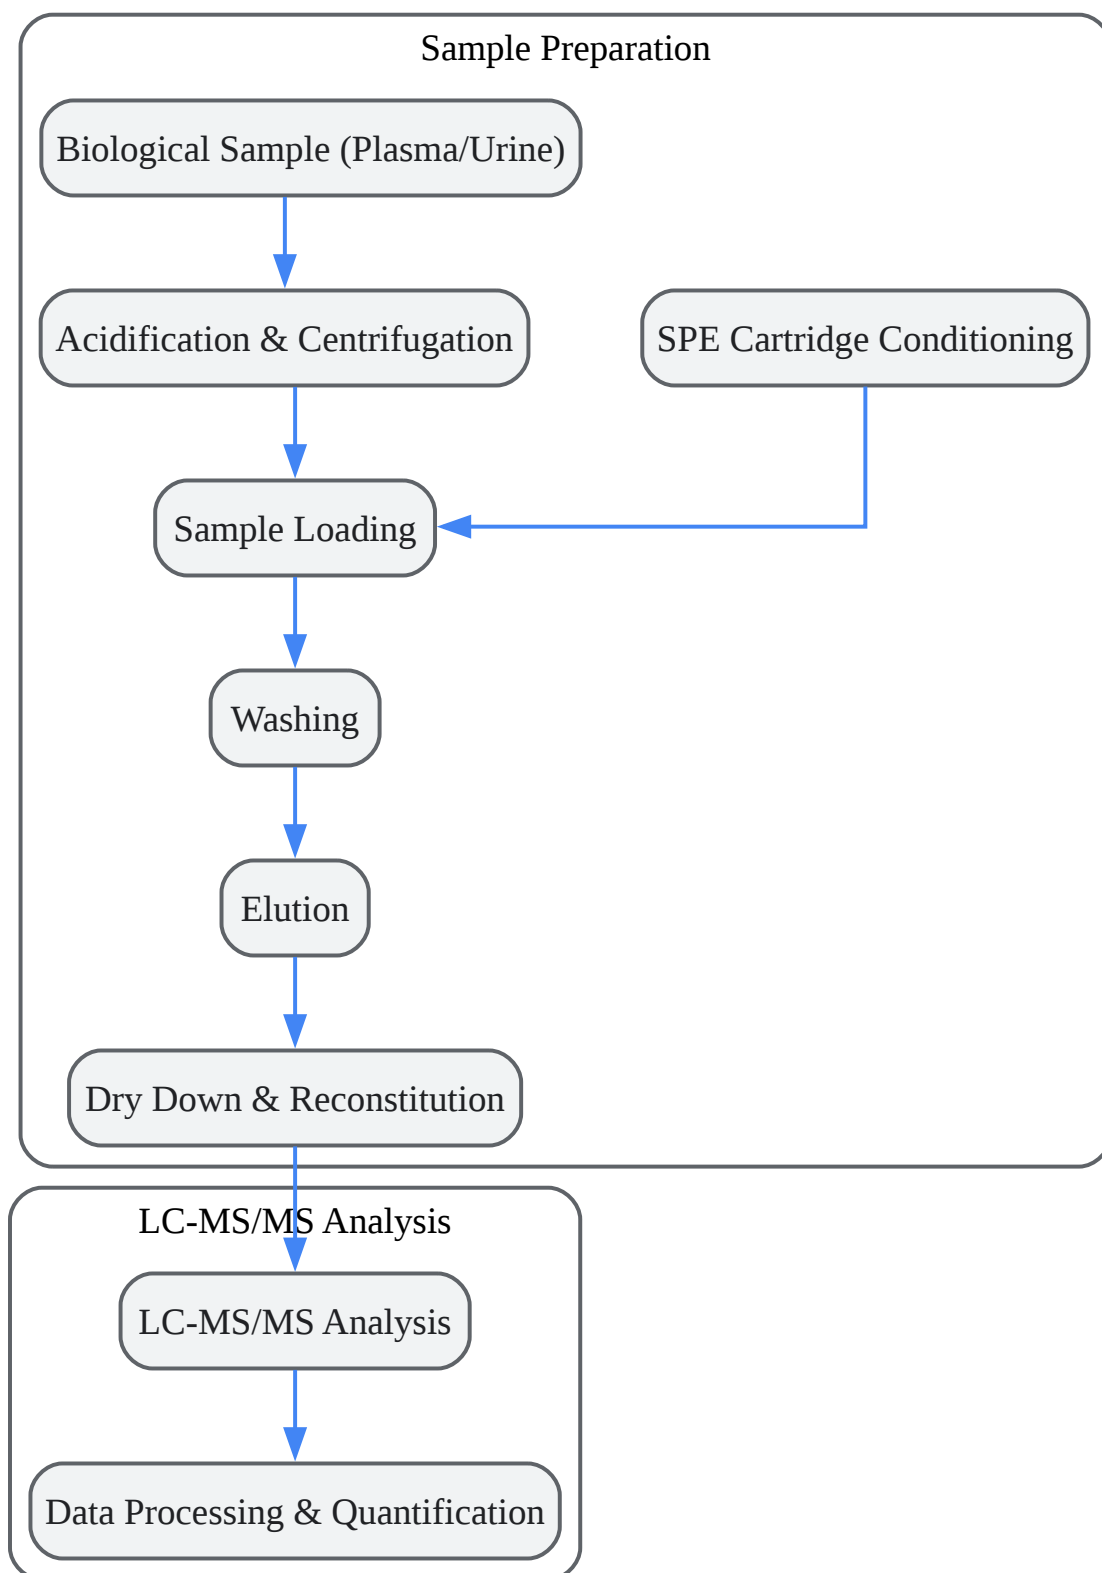 Sample Preparation
Biological Sample (Plasma/Urine)
Acidification & Centrifugation
SPE Cartridge Conditioning
Sample Loading
Washing
Elution
Dry Down & Reconstitution
LC-MS/MS Analysis
LC-MS/MS Analysis
Data Processing & Quantification